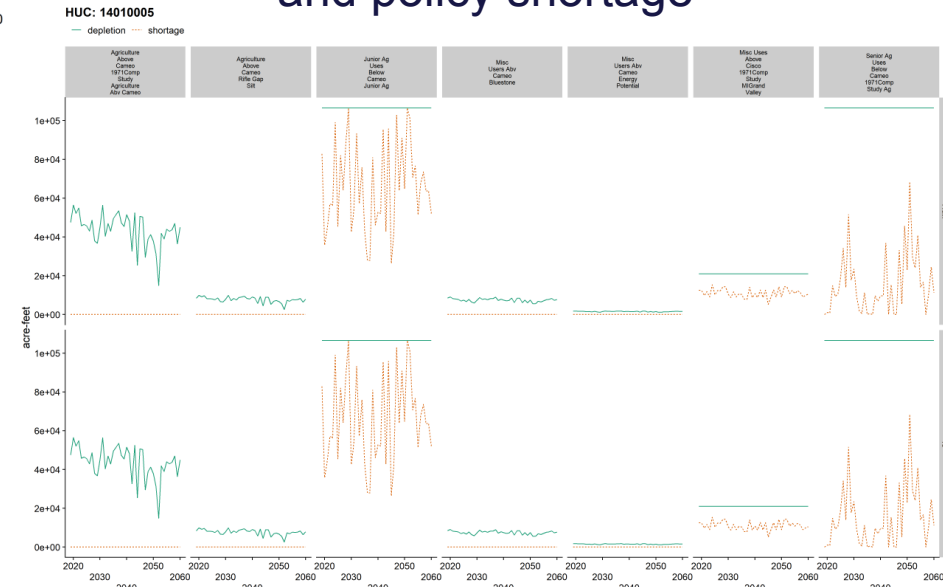 and policy shortage
HUC: 14010005
depletion shortage
Agriculture
Above
Cameo
1971Comp
Study
Agriculture
Abv Cameo
Agriculture
Above
Cameo
Rifle Gap
Silt
Junior Ag
Uses
Below
Cameo
Junior Ag
Misc
Users Abv
Cameo
Bluestone
Misc
Users Abv
Cameo
Energy
Potential
Misc Uses
Above
Cisco
1971Comp
Study
MIGrand
Valley
Senior Ag
Uses
Below
Cameo
1971Comp
Study Ag
1e+05
8e+04
6e+04
4e+04
2e+04
0e+00
acre-feet
1e+05
8e+04
6e+04
4e+04
2e+04
0e+00
2020 2050 2020 2050 2020 2050 2020 2050 2020 2050 2020 2050 2020 2050
2030 2060 2030 2060 2030 2060 2030 2060 2030 2060 2030 2060 2030 2060